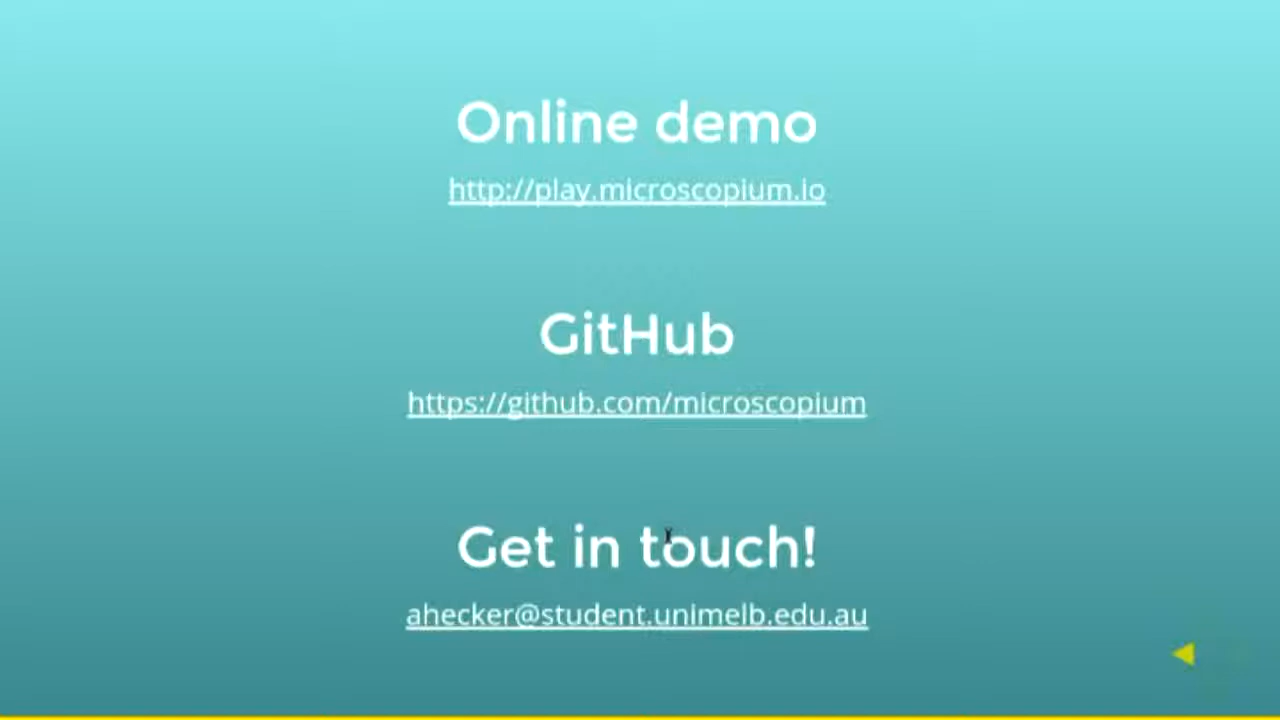 Online demo
http://play.microscopium.io
GitHub
https://github.com/microscopium
Get in touch!
ahecker@student.unimelb.edu.au